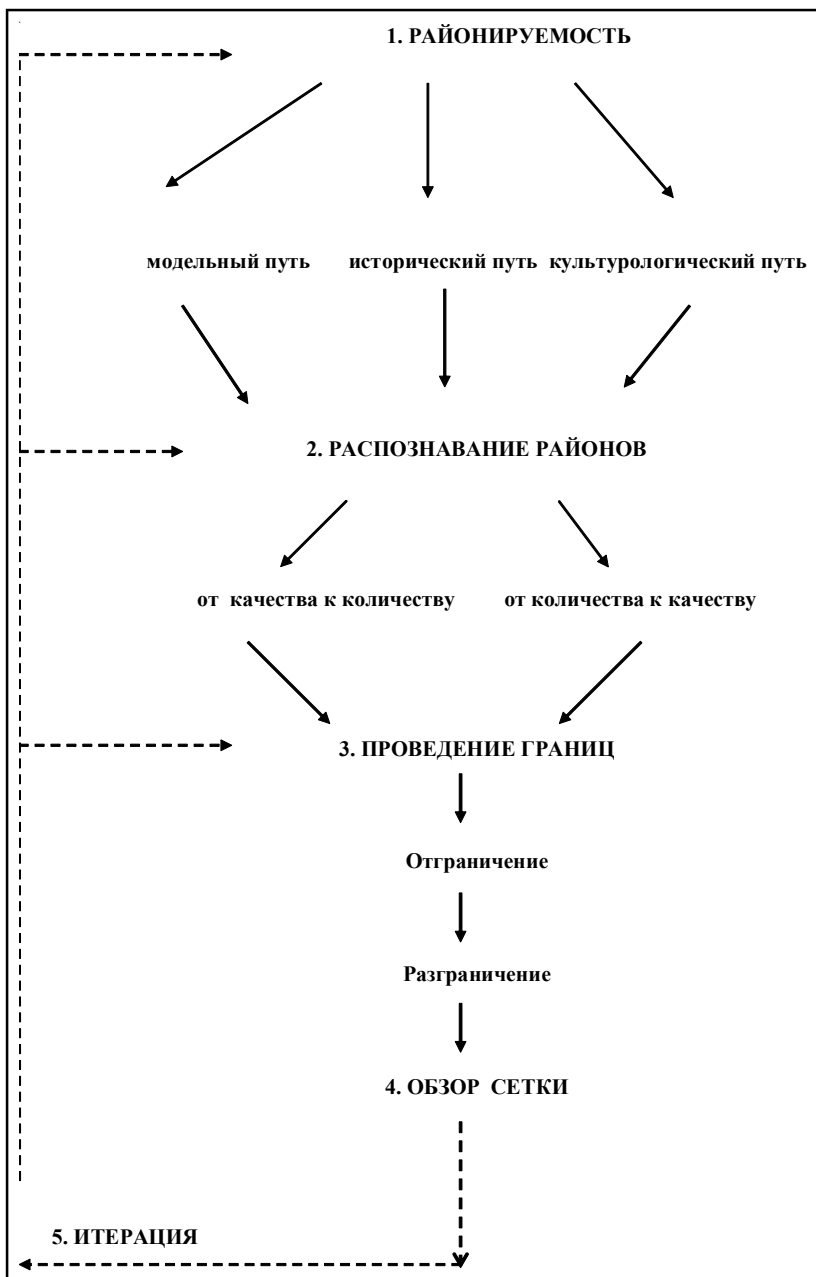 1. РАЙОНИРУЕМОСТЬ
модельный путь исторический путь культурологический путь
2. РАСПОЗНАВАНИЕ РАЙОНОВ
от качества к количеству от количества к качеству
3. ПРОВЕДЕНИЕ ГРАНИЦ
Отграничение
Разграничение
4. ОБЗОР СЕТКИ
5. ИТЕРАЦИЯ